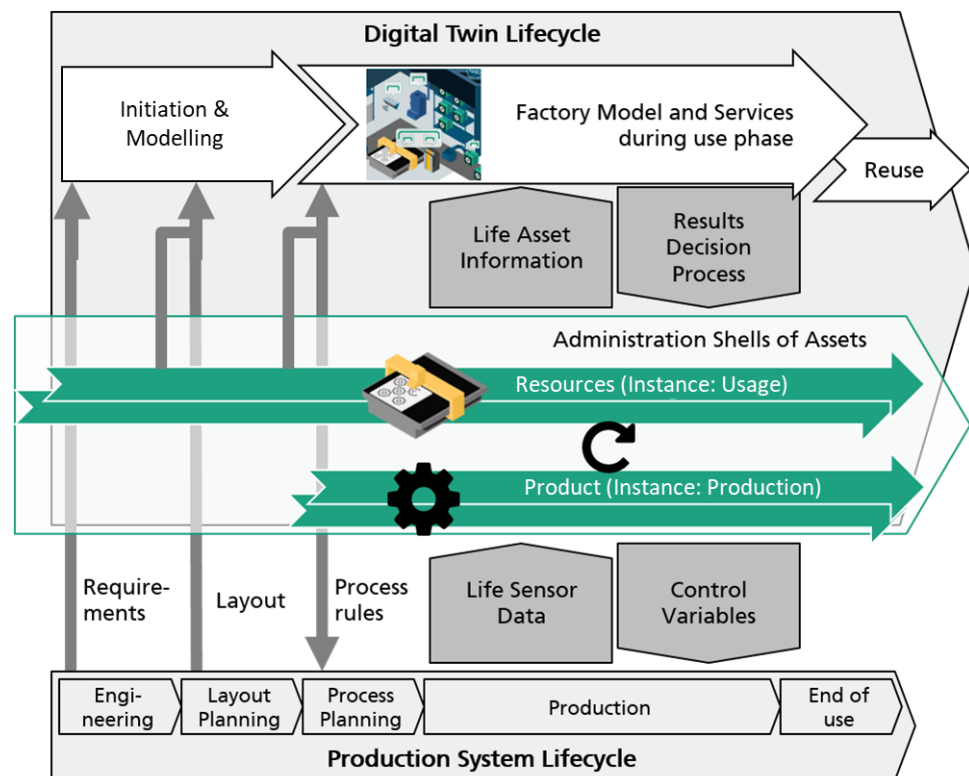 Digital Twin Lifecycle
Initiation &
Modelling
Factory Model and Services
during use phase
Reuse
Life Asset
Information
Results
Decision
Process
Administration Shells of Assets
Resources (Instance: Usage)
Product (Instance: Production)
Require-
ments
Layout
Process
rules
Life Sensor
Data
Control
Variables
Engi-
neering
Layout
Planning
Process
Planning
Production
End of
use
Production System Lifecycle